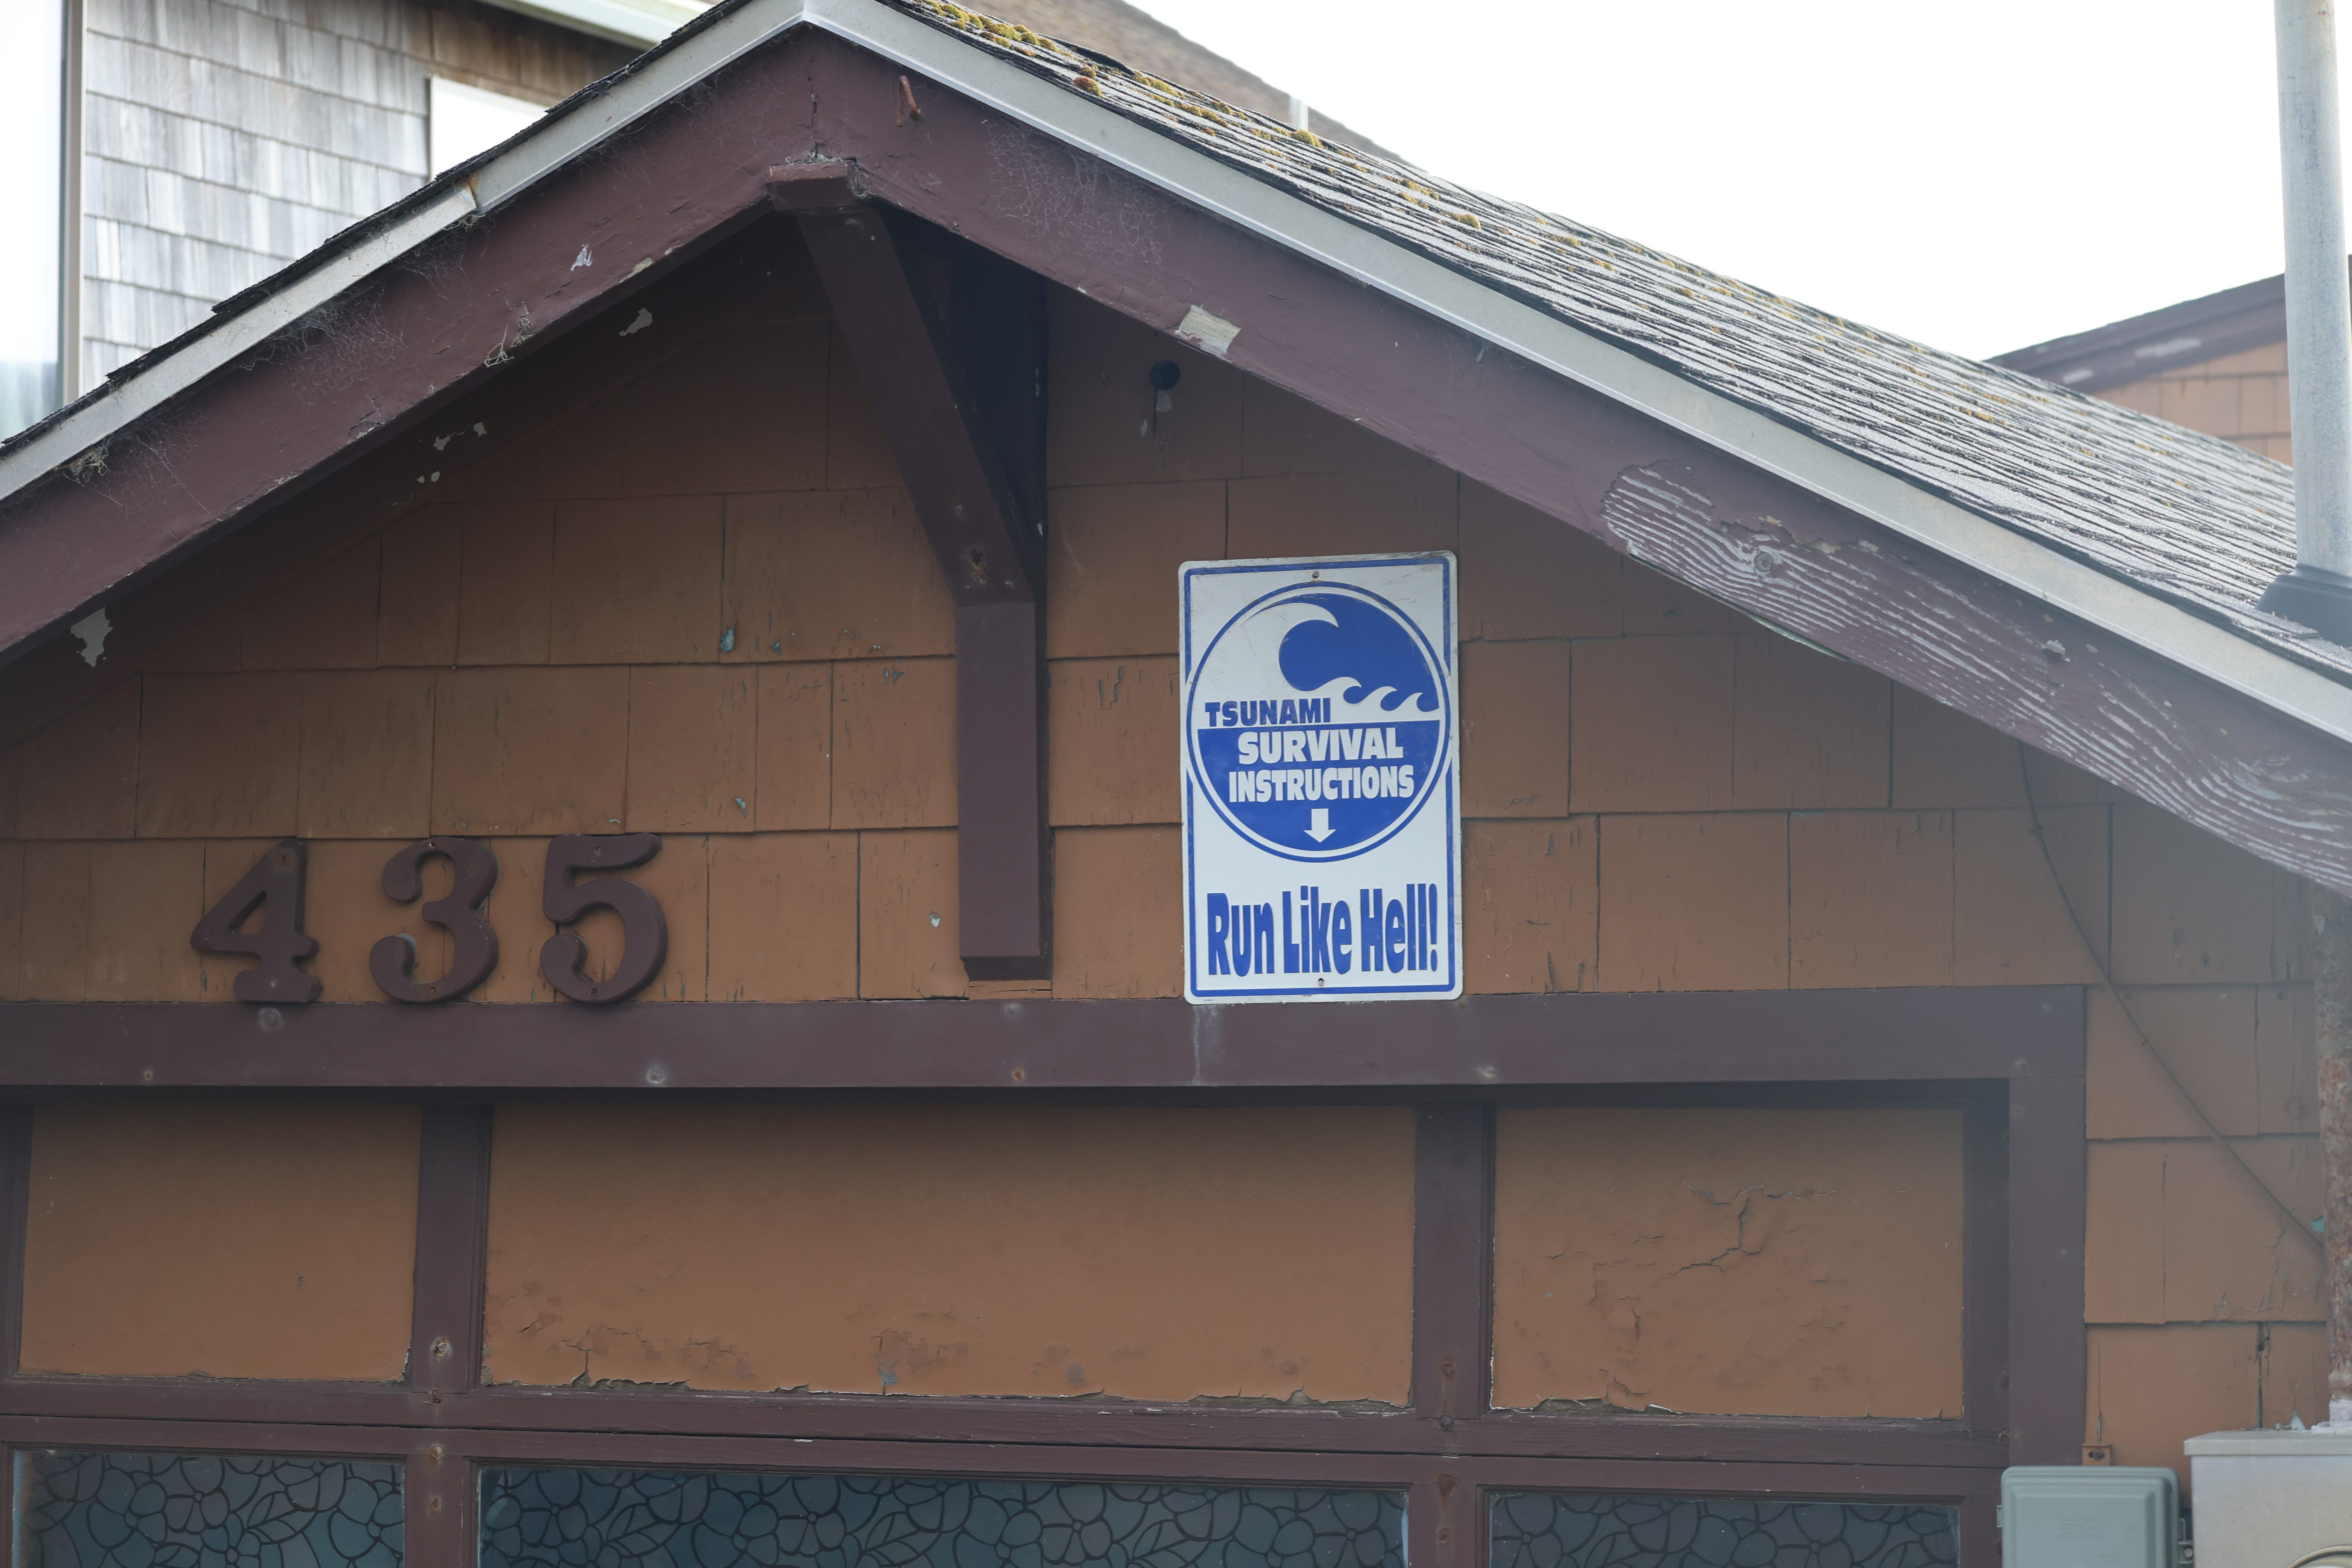 TSUNAMI
SURVIVAL
INSTRUCTIONS
Run Like Hell!
435